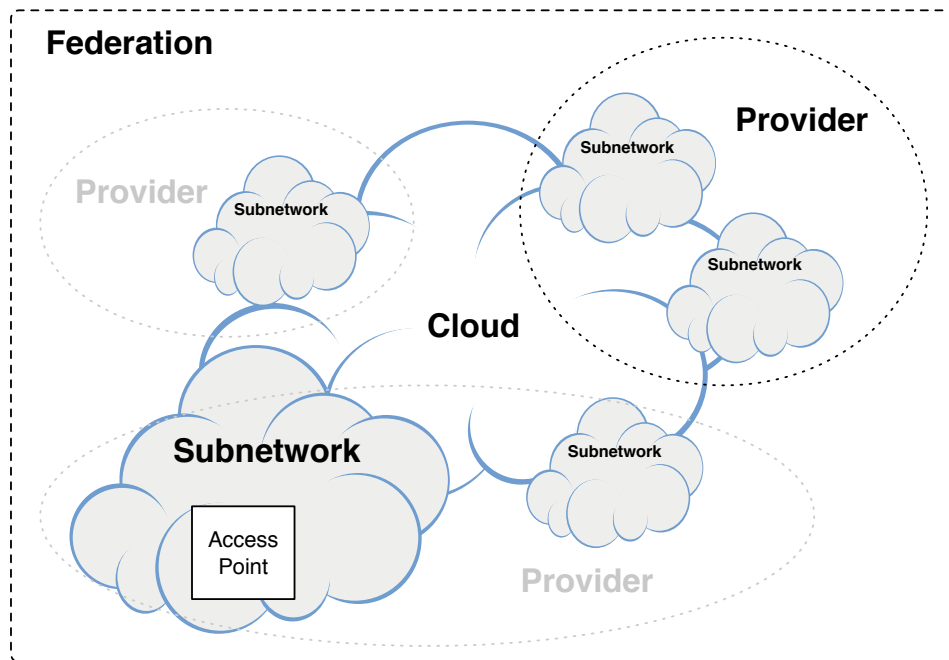 Federation
Provider
Subnetwork
Provider
Subnetwork
Subnetwork
Cloud
Subnetwork
Subnetwork
Access
Point
Provider